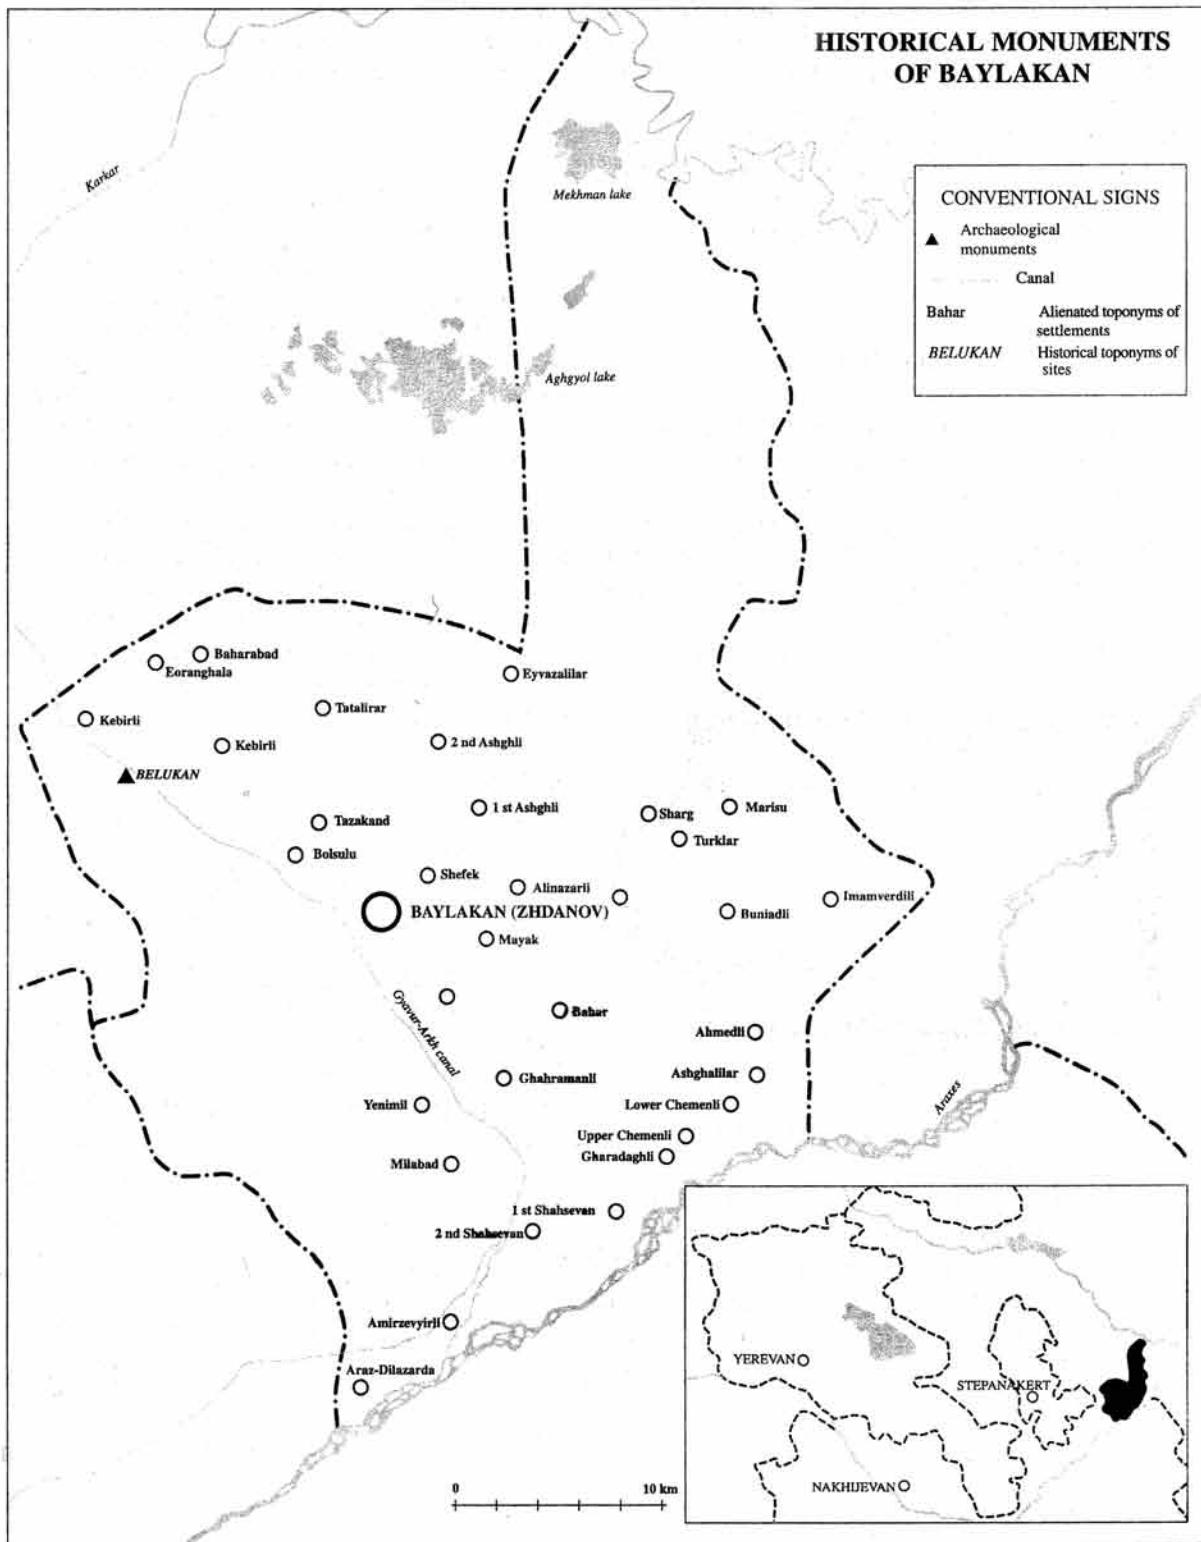 HISTORICAL MONUMENTS
OF BAYLAKAN
CONVENTIONAL SIGNS
Archaeological
monuments
Canal
Bahar Alienated toponyms of
settlements
BELUKAN Historical toponyms of
sites
Karkar
Mekhman lake
Aghgyol lake
Baharabad
Eoranghala
Eyvazalilar
Kebirli
Tatalirar
Kebirli
2 nd Ashghli
BELUKAN
1 st Ashghli
Marisu
Sharg
Tazakand
Turklar
Bolsulu
Shefek
Alinazarli
Imamverdili
BAYLAKAN (ZHDANOV)
Buniadli
Mayak
Gyavur-Arkh canal
Bahar
Ahmedli
Ashghalilar
Ghahramanli
Araxes
Yenimil
Lower Chemenli
Upper Chemenli
Gharadaghli
Milabad
1 st Shahsevan
2 nd Shahsevan
Amirzevyirli
Araz-Dilazarda
0 10 km
YEREVAN
STEPANAKERT
NAKHIJEVAN